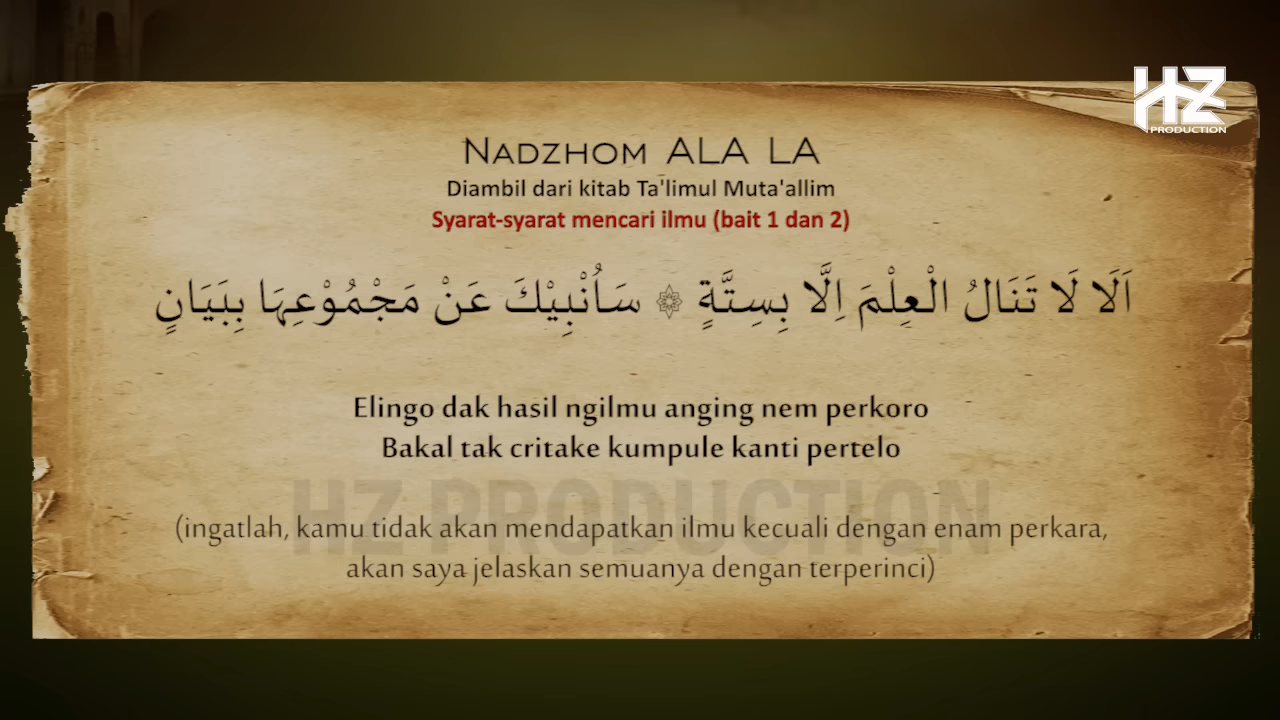 HZ
PRODUCTION
NADZHOM ALA LA
Diambil dari kitab Ta'limul Muta'allim
Syarat-syarat mencari ilmu (bait 1 dan 2)
اَلَا لَا تَنَالُ الْعِلْمَ اِلَّا بِسِتَّةٍ ۞ سَاُنْبِيْكَ عَنْ مَجْمُوْعِهَا بِبَيَانٍ
Elingo dak hasil ngilmu anging nem perkoro
Bakal tak critake kumpule kanti pertelo
HZ PRODUCTION
(ingatlah, kamu tidak akan mendapatkan ilmu kecuali dengan enam perkara,
akan saya jelaskan semuanya dengan terperinci)